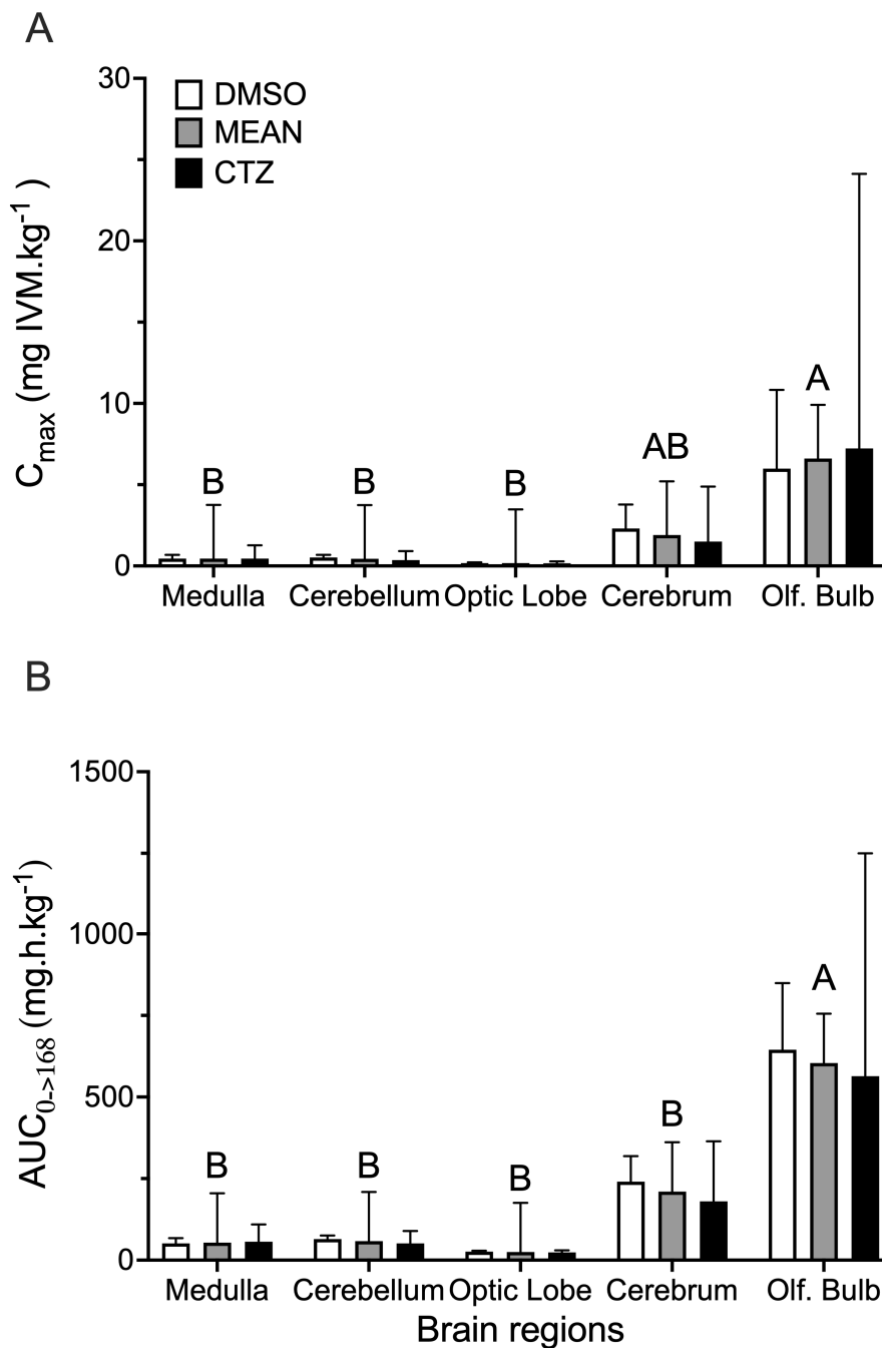 A
30
DMSO
MEAN
CTZ
20
Cmax (mg IVM.kg-1)
10
A
AB
B B B
0
Medulla Cerebellum Optic Lobe Cerebrum Olf. Bulb
B
1500
AUC0->168 (mg.h.kg-1)
1000
A
500
B B B B
0
Medulla Cerebellum Optic Lobe Cerebrum Olf. Bulb
Brain regions